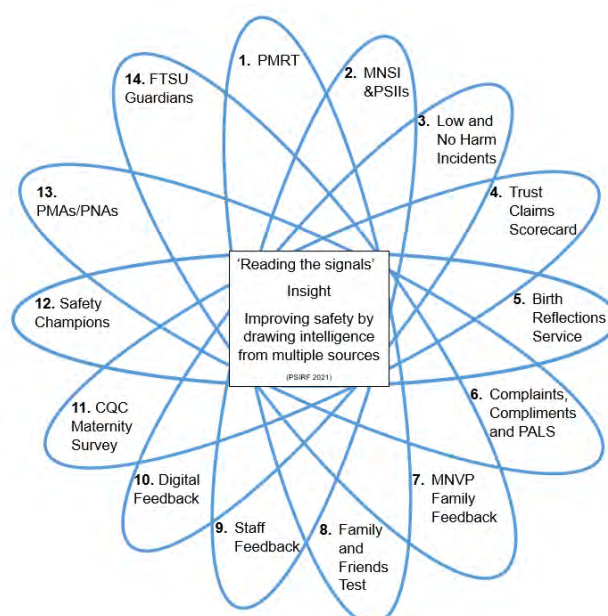 1. PMRT
2. MNSI
&PSIIs
3. Low and
No Harm
Incidents
4. Trust
Claims
Scorecard
5. Birth
Reflections
Service
6. Complaints,
Compliments
and PALS
7. MNVP
Family
Feedback
8. Family
and
Friends
Test
9. Staff
Feedback
10. Digital
Feedback
11. CQC
Maternity
Survey
12. Safety
Champions
13.
PMAs/PNAs
14. FTSU
Guardians
‘Reading the signals’
Insight
Improving safety by
drawing intelligence
from multiple sources
(PSIRF 2021)